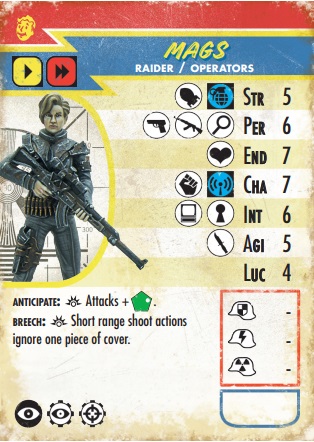 MAGS
RAIDER / OPERATORS
STR 5
PER 6
END 7
CHA 7
INT 6
AGI 5
LUC 4
300
ANTICIPATE: Attacks + .
BREECH: Short range shoot actions
ignore one piece of cover.
-
-
-